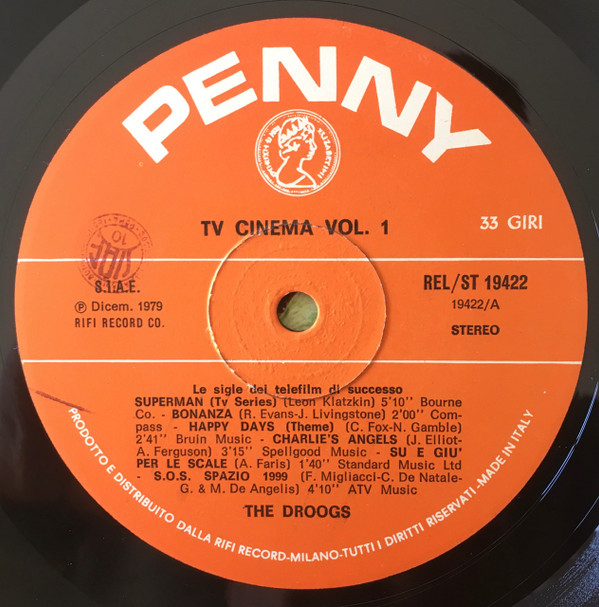 PENNY
TV CINEMA VOL. 1
33 GIRI
S.I.A.E.
℗ Dicem. 1979
RIFI RECORD CO.
REL/ST 19422
19422/A
STEREO
Le sigle dei telefilm di successo
SUPERMAN (Tv Series) (Leon Klatzkin) 5'10'' Bourne
Co. - BONANZA (R. Evans-J. Livingstone) 2'00'' Com-
pass - HAPPY DAYS (Theme) (C. Fox-N. Gamble)
2'41'' Bruin Music - CHARLIE'S ANGELS (J. Elliot-
A. Ferguson) 3'15'' Spellgood Music - SU E GIU'
PER LE SCALE (A. Faris) 1'40'' Standard Music Ltd
- S.O.S. SPAZIO 1999 (F. Migliacci-C. De Natale-
G. & M. De Angelis) 4'10'' ATV Music
THE DROOGS
PRODOTTO E DISTRIBUITO DALLA RIFI RECORD-MILANO-TUTTI I DIRITTI RISERVATI-MADE IN ITALY